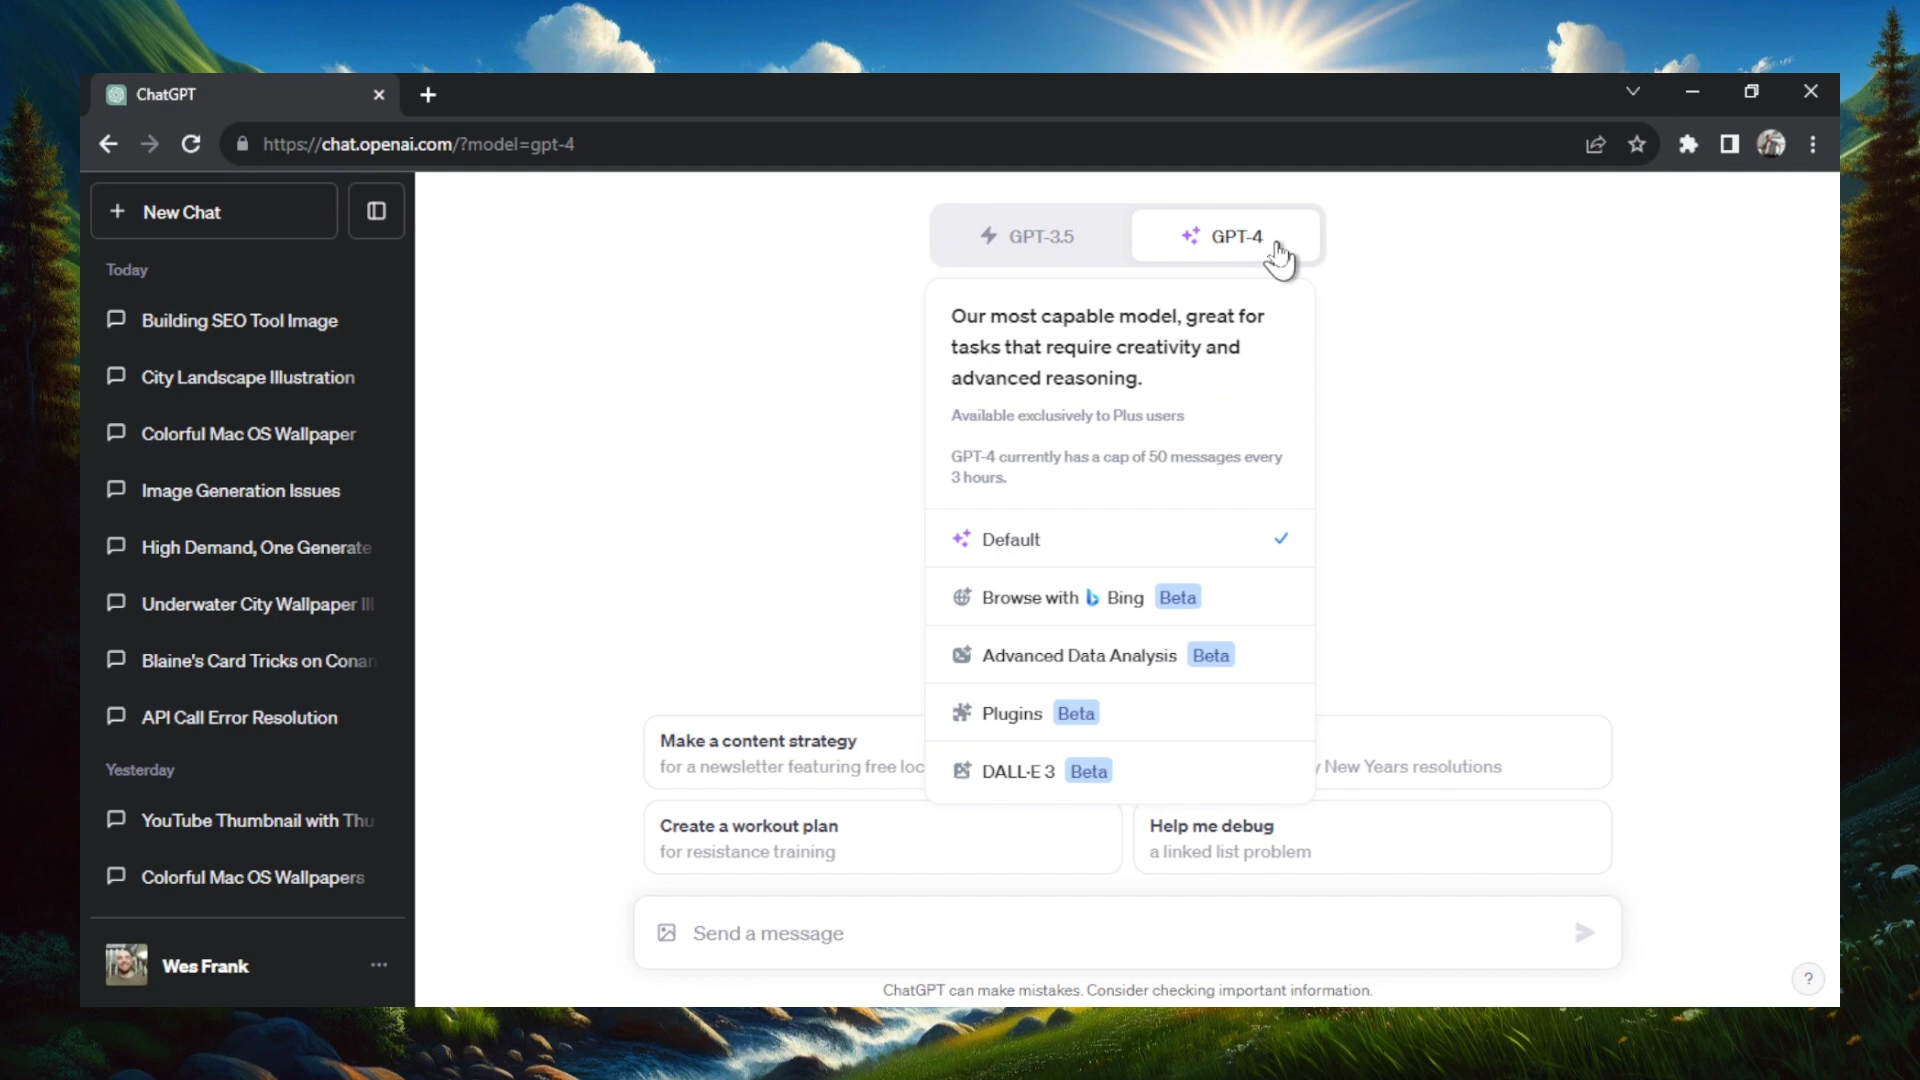 ChatGPT
https://chat.openai.com/?model=gpt-4
New Chat
Today
Building SEO Tool Image
City Landscape Illustration
Colorful Mac OS Wallpaper
Image Generation Issues
High Demand, One Generate
Underwater City Wallpaper Ill
Blaine's Card Tricks on Conan
API Call Error Resolution
Yesterday
YouTube Thumbnail with Thu
Colorful Mac OS Wallpapers
Wes Frank
GPT-3.5
GPT-4
Our most capable model, great for
tasks that require creativity and
advanced reasoning.
Available exclusively to Plus users
GPT-4 currently has a cap of 50 messages every
3 hours.
Default
Browse with Bing Beta
Advanced Data Analysis Beta
Plugins Beta
DALL·E 3 Beta
Make a content strategy
for a newsletter featuring free loc
New Years resolutions
Create a workout plan
for resistance training
Help me debug
a linked list problem
Send a message
ChatGPT can make mistakes. Consider checking important information.
?